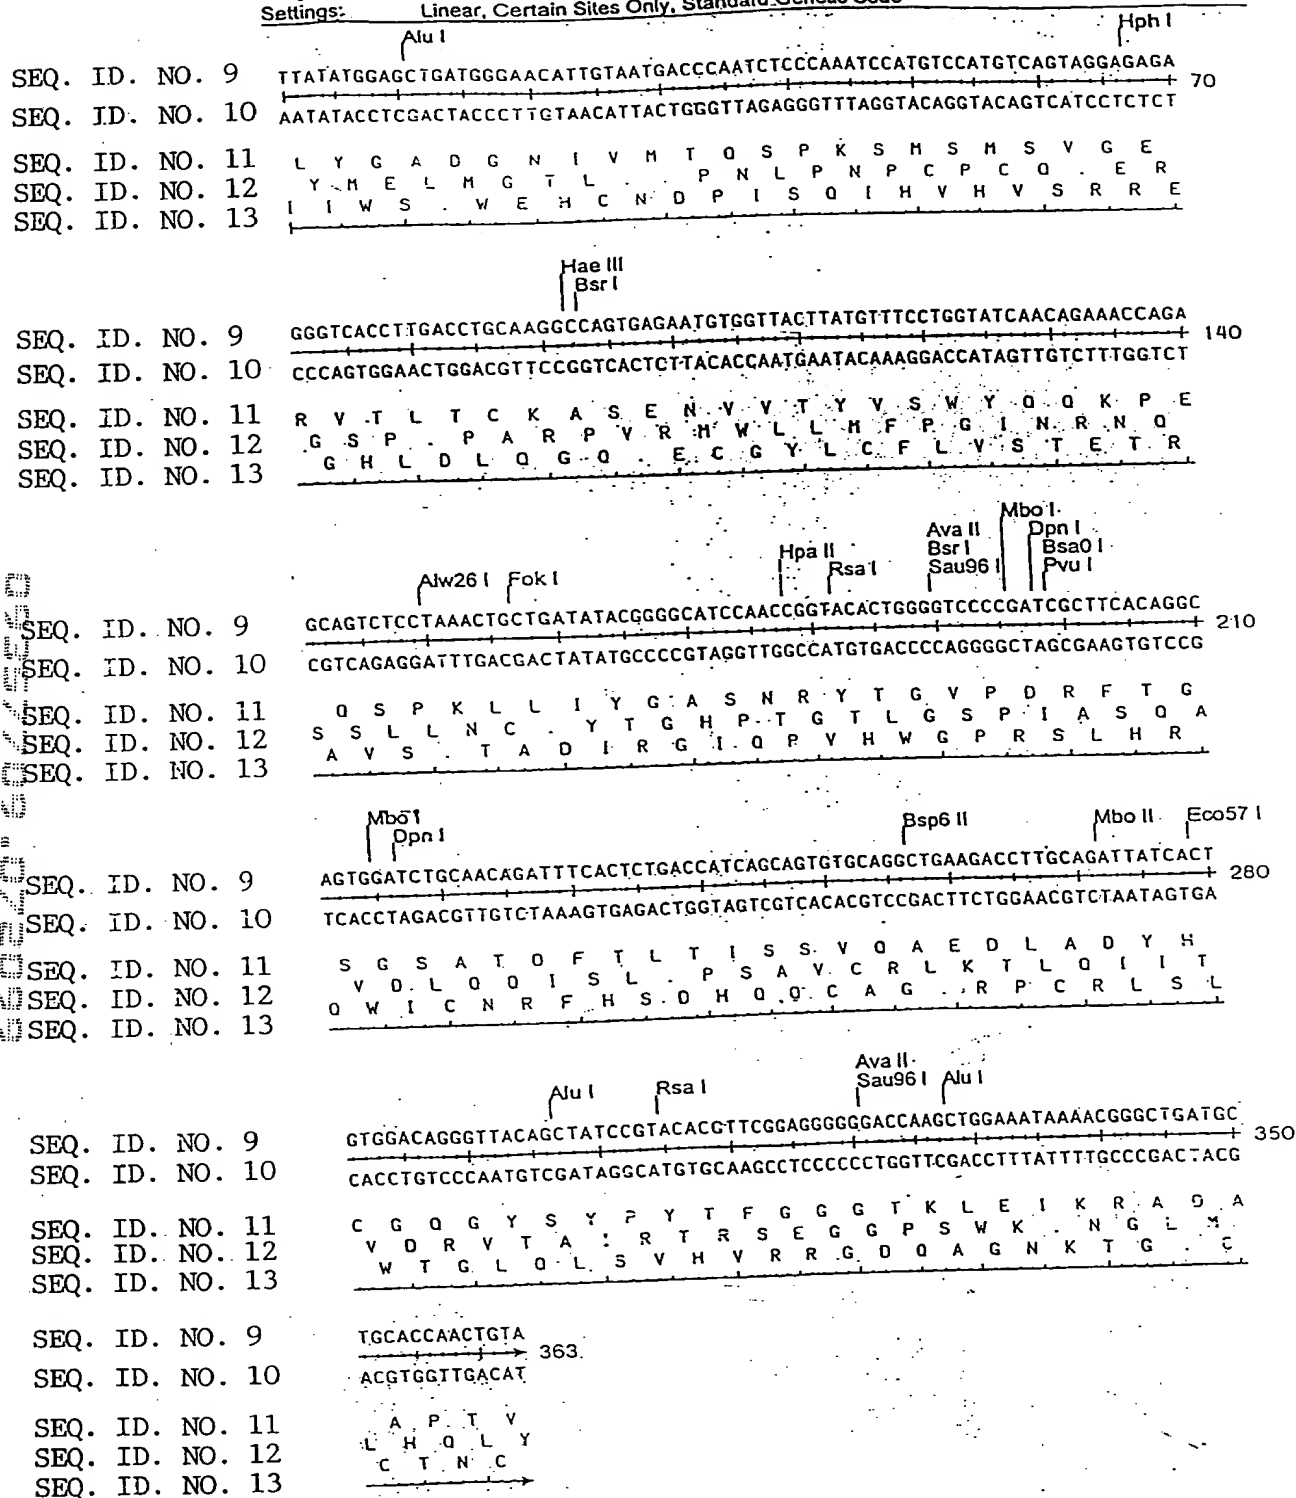 Settings: Linear, Certain Sites Only, Standard Genetic Code
Alu I Hph I
SEQ. ID. NO. 9 TTATATGGAGCTGATGGGAACATTGTAATGACCCAATCTCCCAAATCCATGTCCATGTCAGTAGGAGAGA 70
SEQ. ID. NO. 10 AATATACCTCGACTACCCTTGTAACATTACTGGGTTAGAGGGTTTAGGTACAGGTACAGTCATCCTCTCT
SEQ. ID. NO. 11 L Y G A D G N I V M T Q S P K S M S M S V G E
SEQ. ID. NO. 12 Y M E L M G T L . . P N L P N P C P C Q . E R
SEQ. ID. NO. 13 I I W S . W E H C N D P I S Q I H V H V S R R E
Hae III
Bsr I
SEQ. ID. NO. 9 GGGTCACCTTGACCTGCAAGGCCAGTGAGAATGTGGTTACTTATGTTTCCTGGTATCAACAGAAACCAGA 140
SEQ. ID. NO. 10 CCCAGTGGAACTGGACGTTCCGGTCACTCTTACACCAATGAATACAAAGGACCATAGTTGTCTTTGGTCT
SEQ. ID. NO. 11 R V T L T C K A S E N V V T Y V S W Y Q Q K P E
SEQ. ID. NO. 12 G S P . P A R P V R M W L L M F P G I N R N Q
SEQ. ID. NO. 13 G H L D L Q G Q . E C G Y L C F L V S T E T R
Mbo I
Ava II Dpn I
Hpa II Bsr I BsaO I
Alw26 I Fok I Rsa I Sau96 I Pvu I
SEQ. ID. NO. 9 GCAGTCTCCTAAACTGCTGATATACGGGGCATCCAACCGGTACACTGGGGTCCCCGATCGCTTCACAGGC 210
SEQ. ID. NO. 10 CGTCAGAGGATTTGACGACTATATGCCCCGTAGGTTGGCCATGTGACCCCAGGGGCTAGCGAAGTGTCCG
SEQ. ID. NO. 11 Q S P K L L I Y G A S N R Y T G V P D R F T G
SEQ. ID. NO. 12 S S L L N C . Y T G H P T G T L G S P I A S Q A
SEQ. ID. NO. 13 A V S . T A D I R G I Q P V H W G P R S L H R
Mbo I
Dpn I Bsp6 II Mbo II Eco57 I
SEQ. ID. NO. 9 AGTGGATCTGCAACAGATTTCACTCTGACCATCAGCAGTGTGCAGGCTGAAGACCTTGCAGATTATCACT 280
SEQ. ID. NO. 10 TCACCTAGACGTTGTCTAAAGTGAGACTGGTAGTCGTCACACGTCCGACTTCTGGAACGTCTAATAGTGA
SEQ. ID. NO. 11 S G S A T D F T L T I S S V Q A E D L A D Y H
SEQ. ID. NO. 12 V D L Q Q I S L . P S A V C R L K T L Q I I T
SEQ. ID. NO. 13 Q W I C N R F H S D H Q Q C A G . R P C R L S L
Ava II
Alu I Rsa I Sau96 I Alu I
SEQ. ID. NO. 9 GTGGACAGGGTTACAGCTATCCGTACACGTTCGGAGGGGGGACCAAGCTGGAAATAAAACGGGCTGATGC 350
SEQ. ID. NO. 10 CACCTGTCCCAATGTCGATAGGCATGTGCAAGCCTCCCCCCTGGTTCGACCTTTATTTTGCCCGACTACG
SEQ. ID. NO. 11 C G Q G Y S Y P Y T F G G G T K L E I K R A D A
SEQ. ID. NO. 12 V D R V T A I R T R S E G G P S W K . N G L M
SEQ. ID. NO. 13 W T G L Q L S V H V R R G D Q A G N K T G . C
SEQ. ID. NO. 9 TGCACCAACTGTA 363
SEQ. ID. NO. 10 ACGTGGTTGACAT
SEQ. ID. NO. 11 A P T V
SEQ. ID. NO. 12 L H Q L Y
SEQ. ID. NO. 13 C T N C